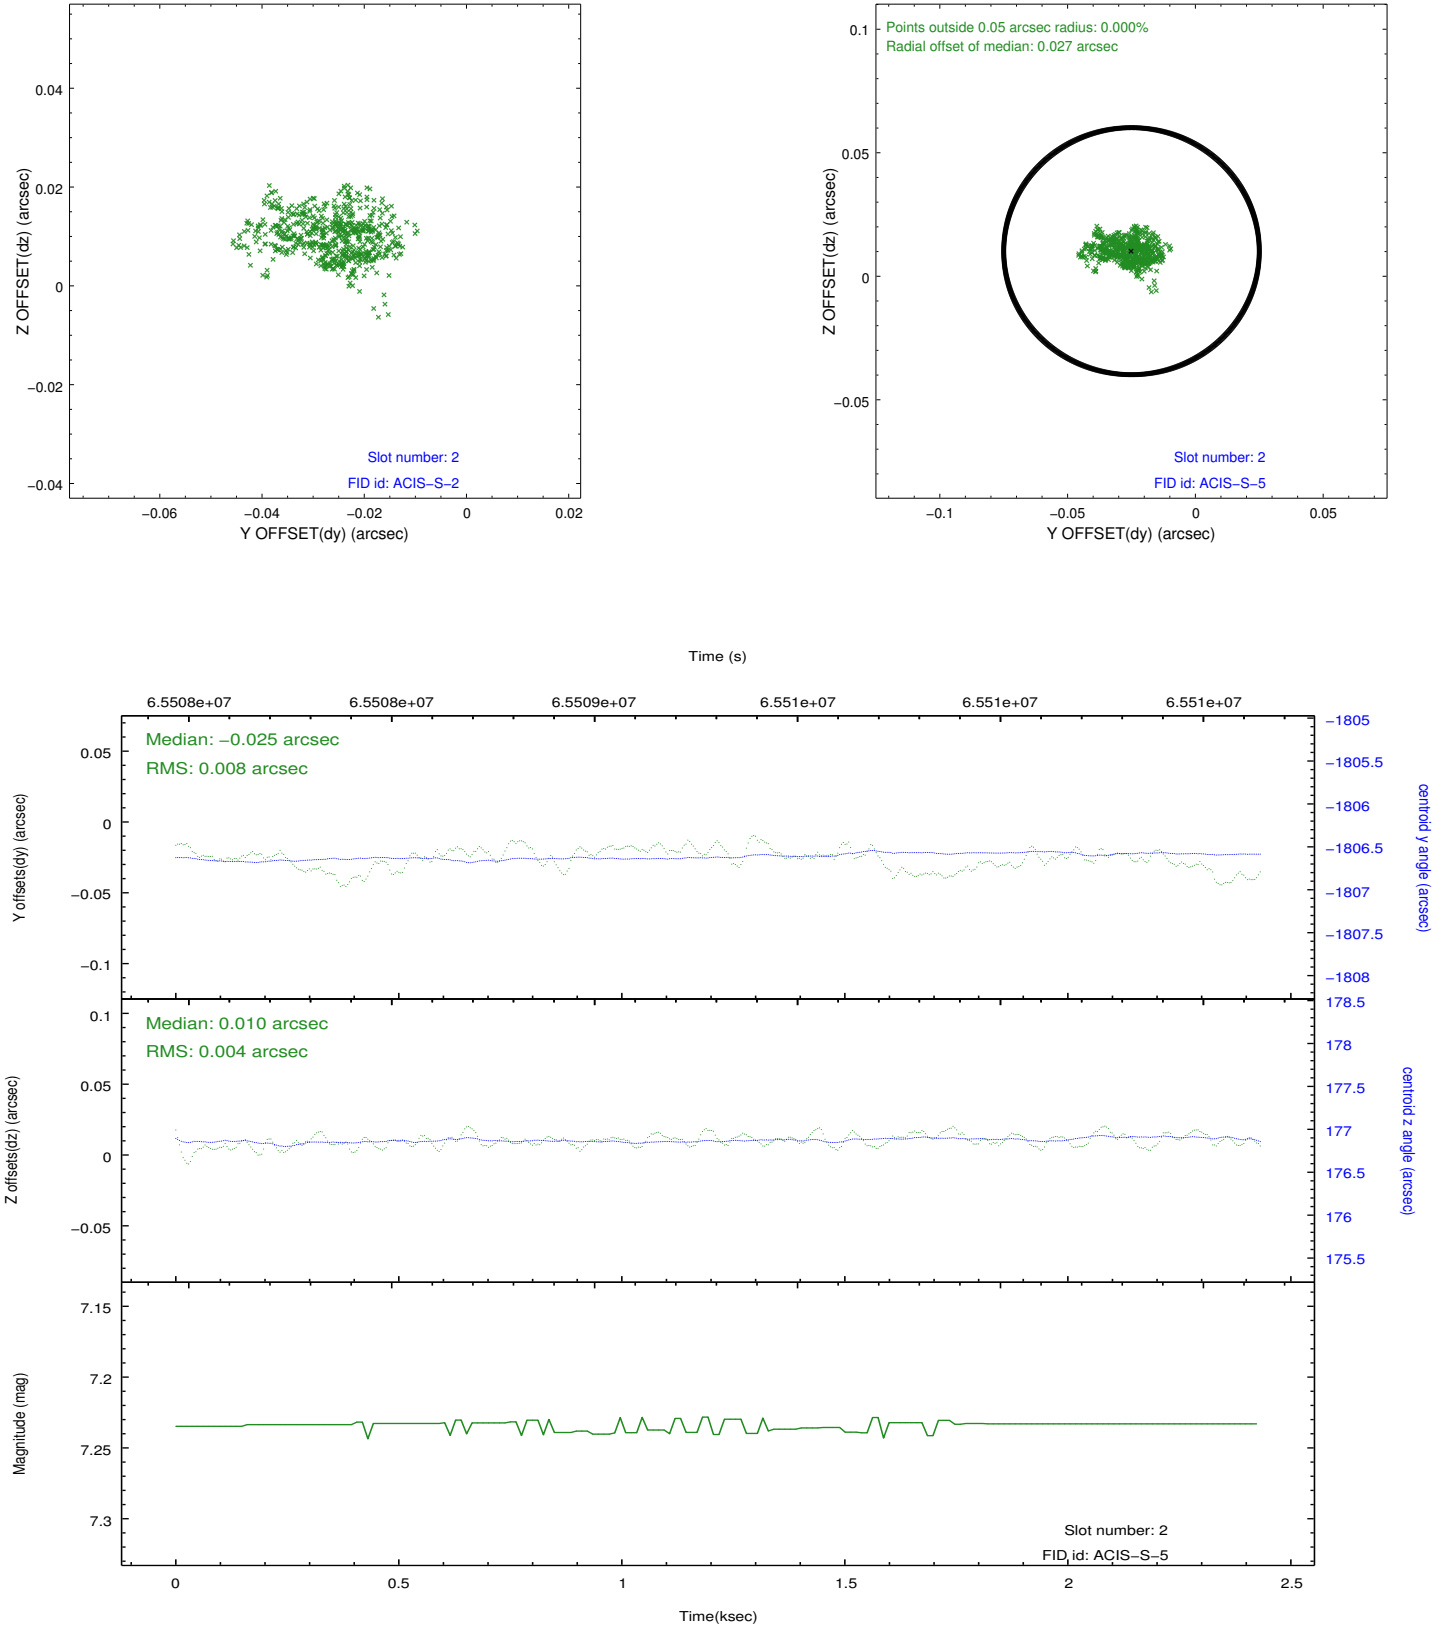 0.04
0.02
0
−0.02
−0.04
Z OFFSET(dz) (arcsec)
Slot number: 2
FID id: ACIS−S−2
−0.06
−0.04
−0.02
0
0.02
Y OFFSET(dy) (arcsec)
Points outside 0.05 arcsec radius: 0.000%
Radial offset of median: 0.027 arcsec
0.1
0.05
0
−0.05
Z OFFSET(dz) (arcsec)
Slot number: 2
FID id: ACIS−S−5
−0.1
−0.05
0
0.05
Y OFFSET(dy) (arcsec)
Time (s)
6.5508e+07
6.5508e+07
6.5509e+07
6.551e+07
6.551e+07
6.551e+07
Median: −0.025 arcsec
RMS: 0.008 arcsec
0.05
0
−0.05
−0.1
Y offsets(dy) (arcsec)
−1805
−1805.5
−1806
−1806.5
−1807
−1807.5
−1808
centroid y angle (arcsec)
Median: 0.010 arcsec
RMS: 0.004 arcsec
0.1
0.05
0
−0.05
Z offsets(dz) (arcsec)
178.5
178
177.5
177
176.5
176
175.5
centroid z angle (arcsec)
7.15
7.2
7.25
7.3
Magnitude (mag)
Slot number: 2
FID id: ACIS−S−5
0
0.5
1
1.5
2
2.5
Time(ksec)